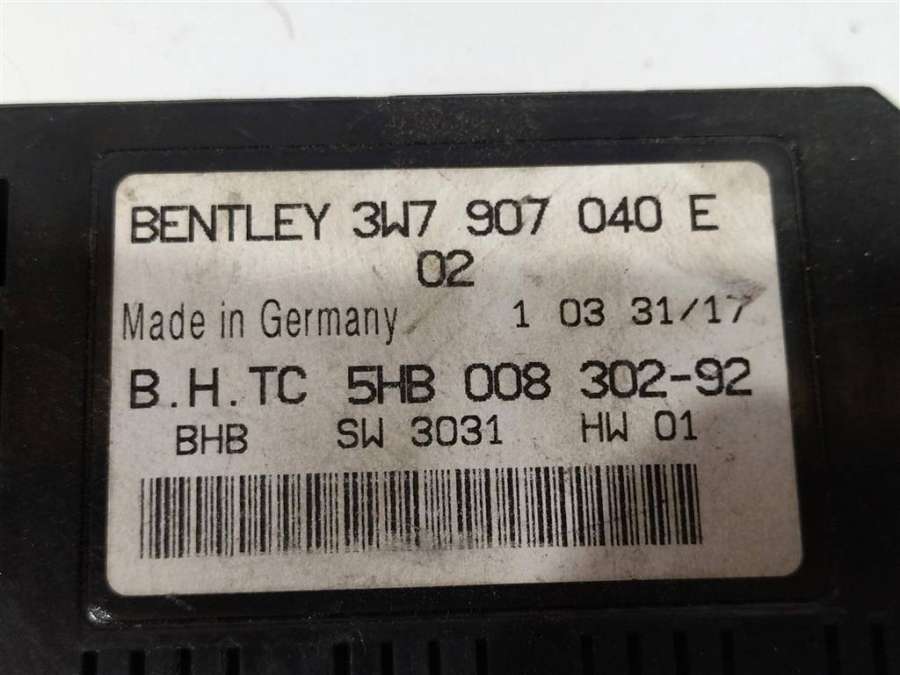 BENTLEY 3W7 907 040 E
02
Made in Germany 1 03 31/17
B.H.TC 5HB 008 302-92
BHB SW 3031 HW 01